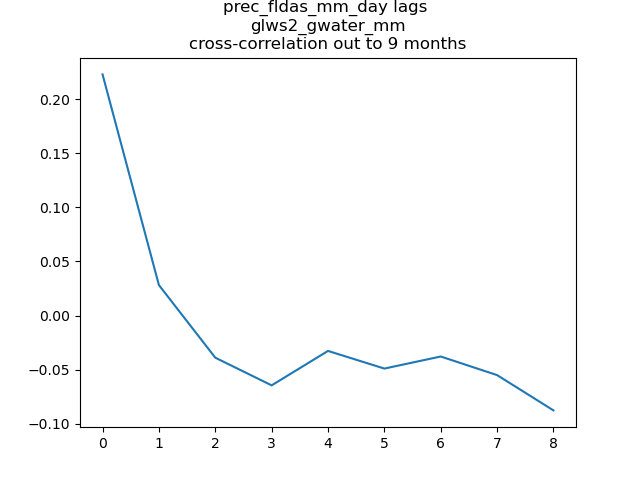 prec_fldas_mm_day lags
glws2_gwater_mm
cross-correlation out to 9 months
0.20
0.15
0.10
0.05
0.00
−0.05
−0.10
0 1 2 3 4 5 6 7 8